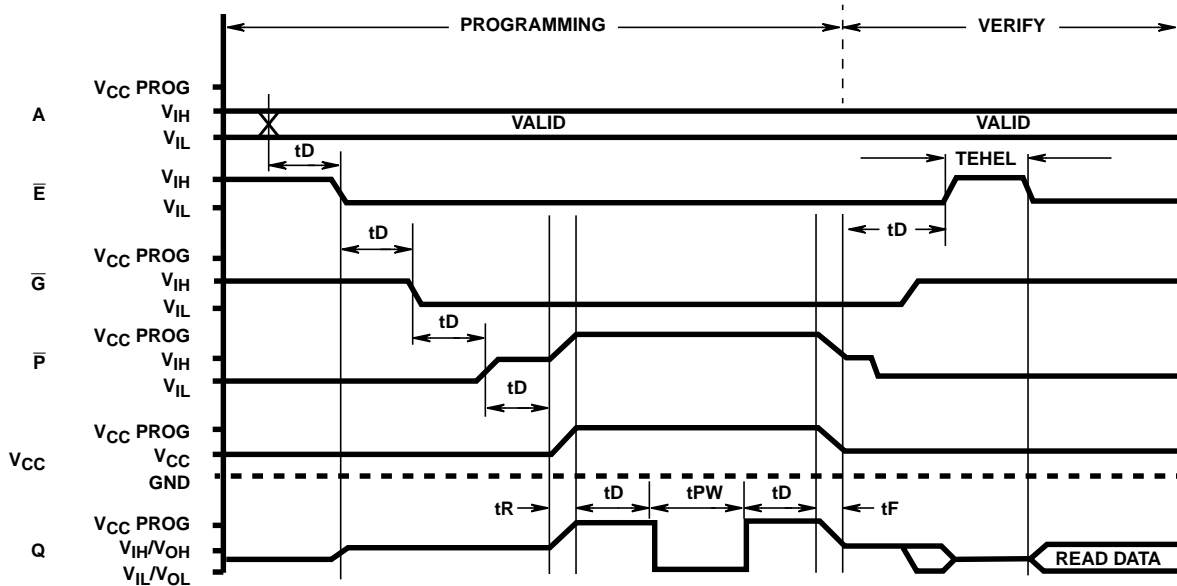 PROGRAMMING VERIFY
V_CC PROG
A V_IH VALID VALID
V_IL
tD TEHEL
E̅ V_IH
V_IL
tD tD
V_CC PROG
G̅ V_IH
V_IL
tD
V_CC PROG
P̅ V_IH
V_IL
tD
V_CC PROG
V_CC V_CC
GND
tR tD tPW tD tF
V_CC PROG
Q V_IH/V_OH
READ DATA
V_IL/V_OL